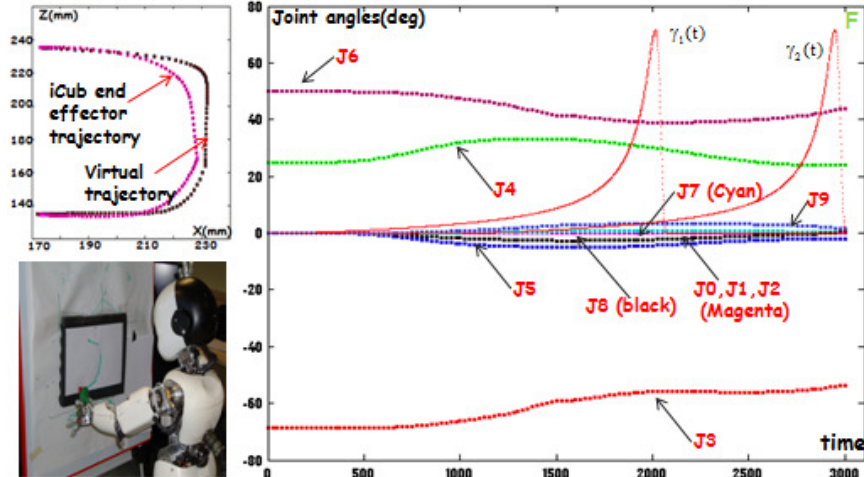 Z(mm)
240
220
200
180
160
140
iCub end
effector
trajectory
Virtual
trajectory
X(mm)
170 190 210 231
Joint angles(deg)
F
80
60
40
20
0
-20
-40
-60
-80
γ₁(t)
γ₂(t)
J6
J4
J7 (Cyan)
J9
J5
J8 (black)
J0,J1,J2
(Magenta)
J3
time
0 500 1000 1500 2000 2500 3000